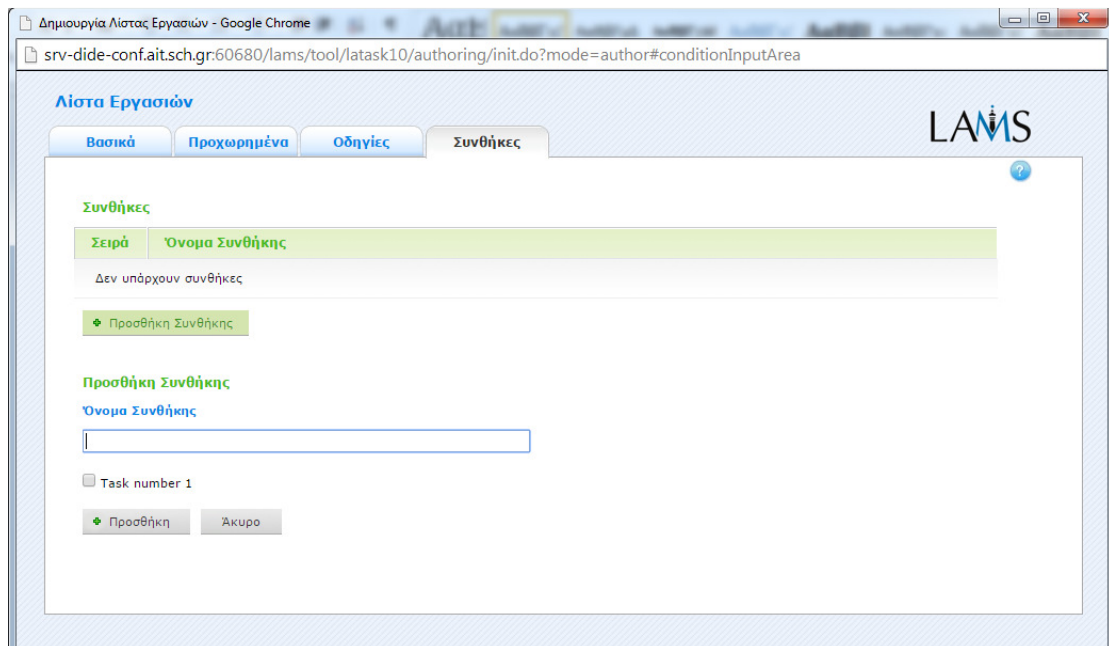 Δημιουργία Λίστας Εργασιών - Google Chrome
srv-dide-conf.ait.sch.gr:60680/lams/tool/latask10/authoring/init.do?mode=author#conditionInputArea
Λίστα Εργασιών
LAMS
Βασικά Προχωρημένα Οδηγίες Συνθήκες
?
Συνθήκες
Σειρά Όνομα Συνθήκης
Δεν υπάρχουν συνθήκες
Προσθήκη Συνθήκης
Προσθήκη Συνθήκης
Όνομα Συνθήκης
Task number 1
Προσθήκη Άκυρο